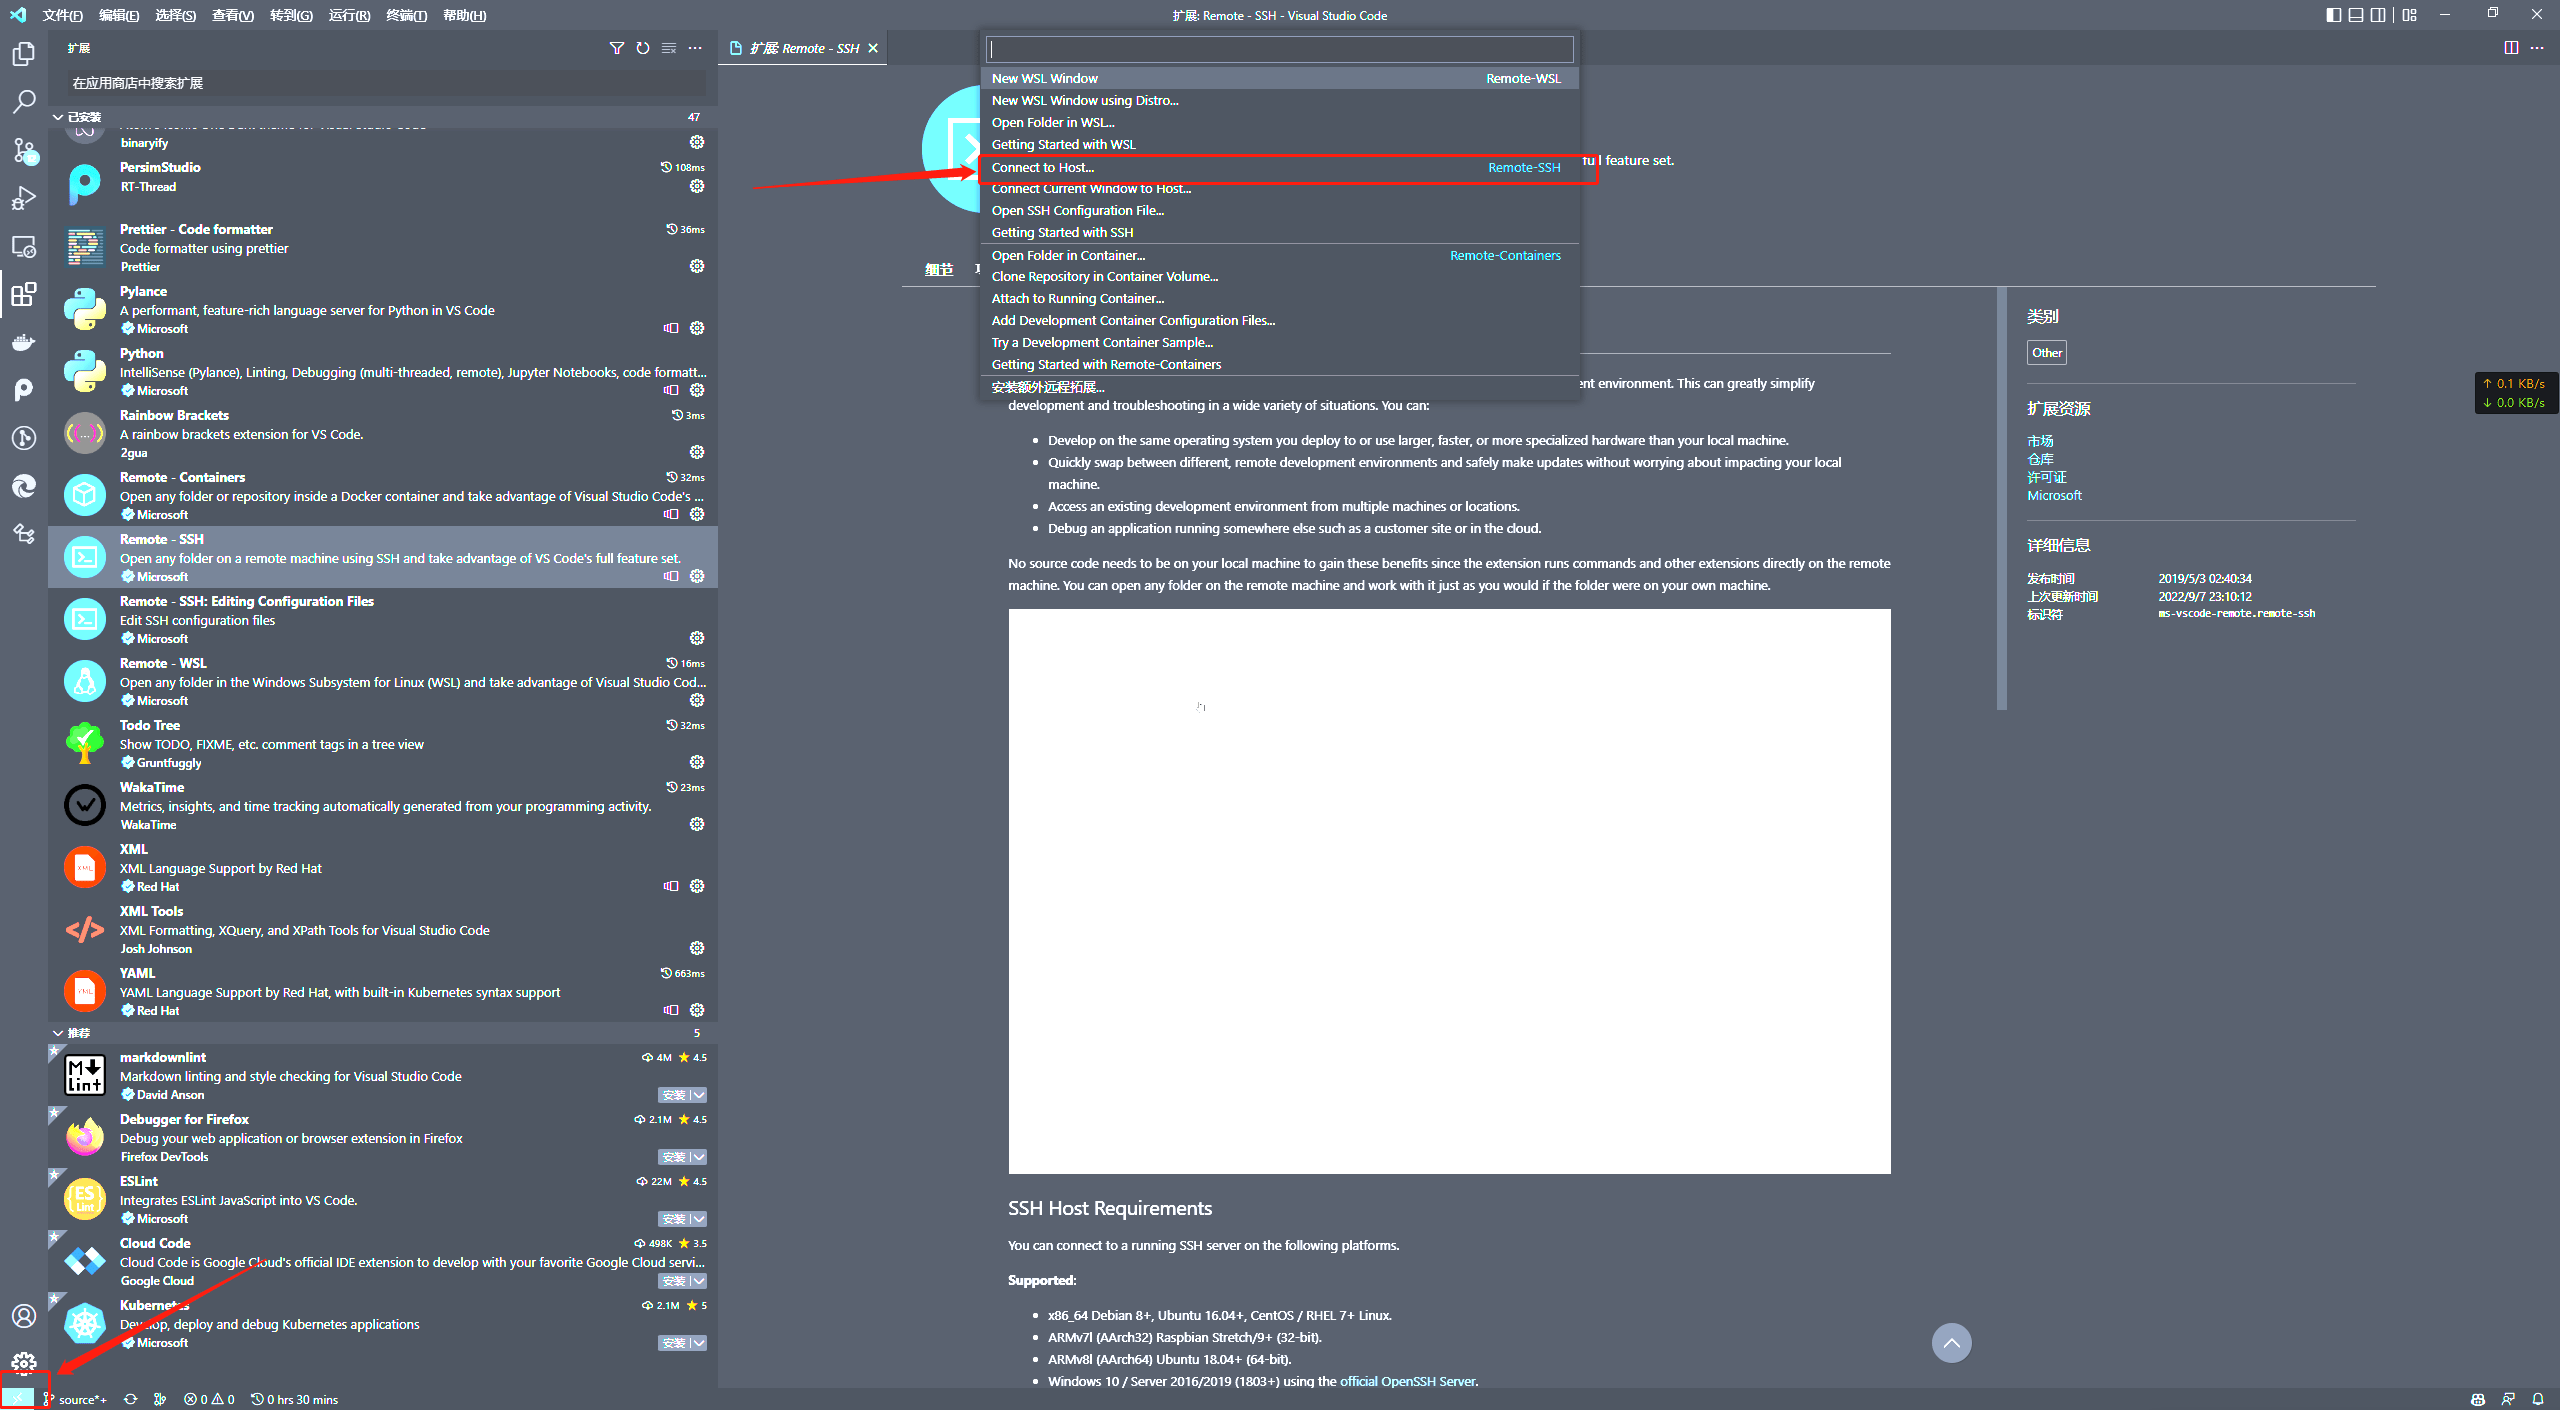 文件(F) 编辑(E) 选择(S) 查看(V) 转到(G) 运行(R) 终端(T) 帮助(H)
扩展: Remote - SSH - Visual Studio Code
扩展
在应用商店中搜索扩展
已安装 47
binaryify
PersimStudio 108ms
RT-Thread
Prettier - Code formatter 36ms
Code formatter using prettier
Prettier
Pylance
A performant, feature-rich language server for Python in VS Code
Microsoft
Python
IntelliSense (Pylance), Linting, Debugging (multi-threaded, remote), Jupyter Notebooks, code formatt...
Microsoft
Rainbow Brackets 3ms
A rainbow brackets extension for VS Code.
2gua
Remote - Containers 32ms
Open any folder or repository inside a Docker container and take advantage of Visual Studio Code's ...
Microsoft
Remote - SSH
Open any folder on a remote machine using SSH and take advantage of VS Code's full feature set.
Microsoft
Remote - SSH: Editing Configuration Files
Edit SSH configuration files
Microsoft
Remote - WSL 16ms
Open any folder in the Windows Subsystem for Linux (WSL) and take advantage of Visual Studio Cod...
Microsoft
Todo Tree 32ms
Show TODO, FIXME, etc. comment tags in a tree view
Gruntfuggly
WakaTime 23ms
Metrics, insights, and time tracking automatically generated from your programming activity.
WakaTime
XML
XML Language Support by Red Hat
Red Hat
XML Tools
XML Formatting, XQuery, and XPath Tools for Visual Studio Code
Josh Johnson
YAML 663ms
YAML Language Support by Red Hat, with built-in Kubernetes syntax support
Red Hat
推荐 5
markdownlint 4M 4.5
Markdown linting and style checking for Visual Studio Code
David Anson 安装
Debugger for Firefox 2.1M 4.5
Debug your web application or browser extension in Firefox
Firefox DevTools 安装
ESLint 22M 4.5
Integrates ESLint JavaScript into VS Code.
Microsoft 安装
Cloud Code 498K 3.5
Cloud Code is Google Cloud's official IDE extension to develop with your favorite Google Cloud servi...
Google Cloud 安装
Kubernetes 2.1M 5
Develop, deploy and debug Kubernetes applications
Microsoft 安装
扩展: Remote - SSH
New WSL Window Remote-WSL
New WSL Window using Distro...
Open Folder in WSL...
Getting Started with WSL
Connect to Host... Remote-SSH
Connect Current Window to Host...
Open SSH Configuration File...
Getting Started with SSH
Open Folder in Container... Remote-Containers
Clone Repository in Container Volume...
Attach to Running Container...
Add Development Container Configuration Files...
Try a Development Container Sample...
Getting Started with Remote-Containers
安装额外远程拓展...
full feature set.
细节
nt environment. This can greatly simplify
development and troubleshooting in a wide variety of situations. You can:
Develop on the same operating system you deploy to or use larger, faster, or more specialized hardware than your local machine.
Quickly swap between different, remote development environments and safely make updates without worrying about impacting your local
machine.
Access an existing development environment from multiple machines or locations.
Debug an application running somewhere else such as a customer site or in the cloud.
No source code needs to be on your local machine to gain these benefits since the extension runs commands and other extensions directly on the remote
machine. You can open any folder on the remote machine and work with it just as you would if the folder were on your own machine.
SSH Host Requirements
You can connect to a running SSH server on the following platforms.
Supported:
x86_64 Debian 8+, Ubuntu 16.04+, CentOS / RHEL 7+ Linux.
ARMv7l (AArch32) Raspbian Stretch/9+ (32-bit).
ARMv8l (AArch64) Ubuntu 18.04+ (64-bit).
Windows 10 / Server 2016/2019 (1803+) using the official OpenSSH Server.
类别
Other
扩展资源
市场
仓库
许可证
Microsoft
详细信息
发布时间 2019/5/3 02:40:34
上次更新时间 2022/9/7 23:10:12
标识符 ms-vscode-remote.remote-ssh
↑ 0.1 KB/s
↓ 0.0 KB/s
source*+ 0 0 0 hrs 30 mins